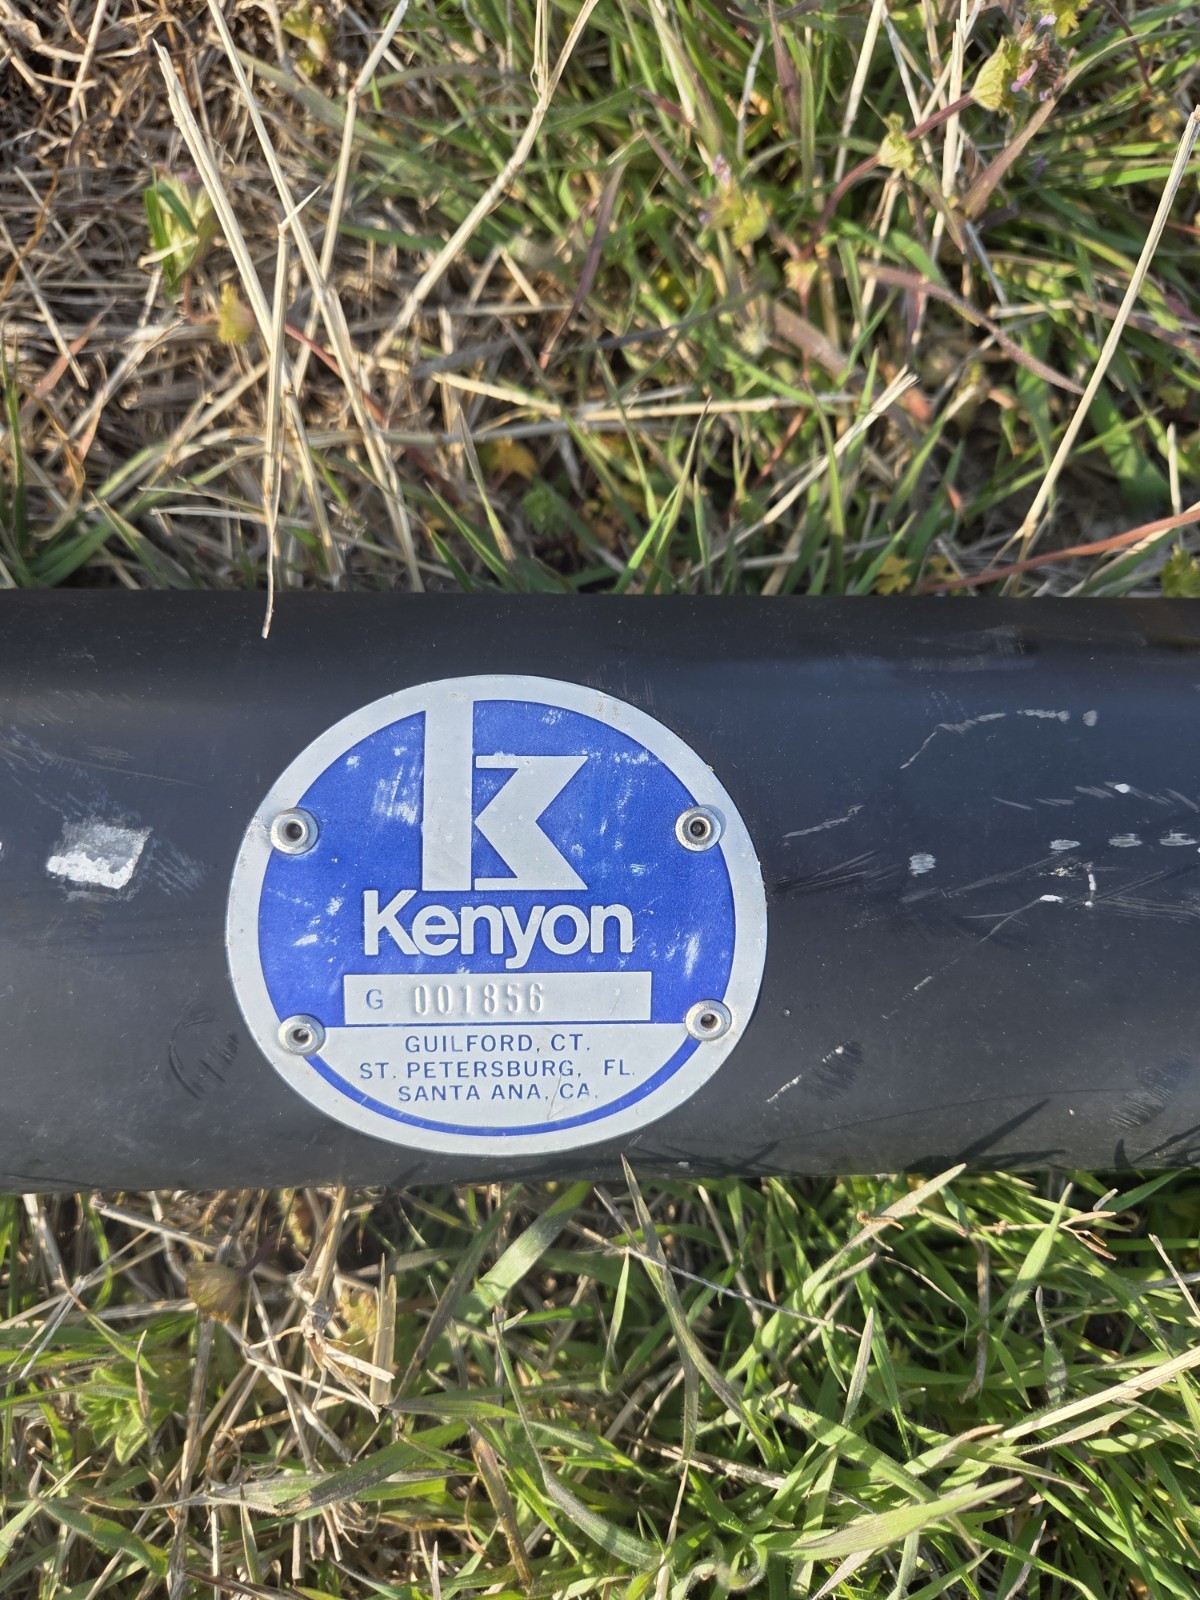 K
Kenyon
G 001856
GUILFORD, CT.
ST. PETERSBURG, FL.
SANTA ANA, CA.